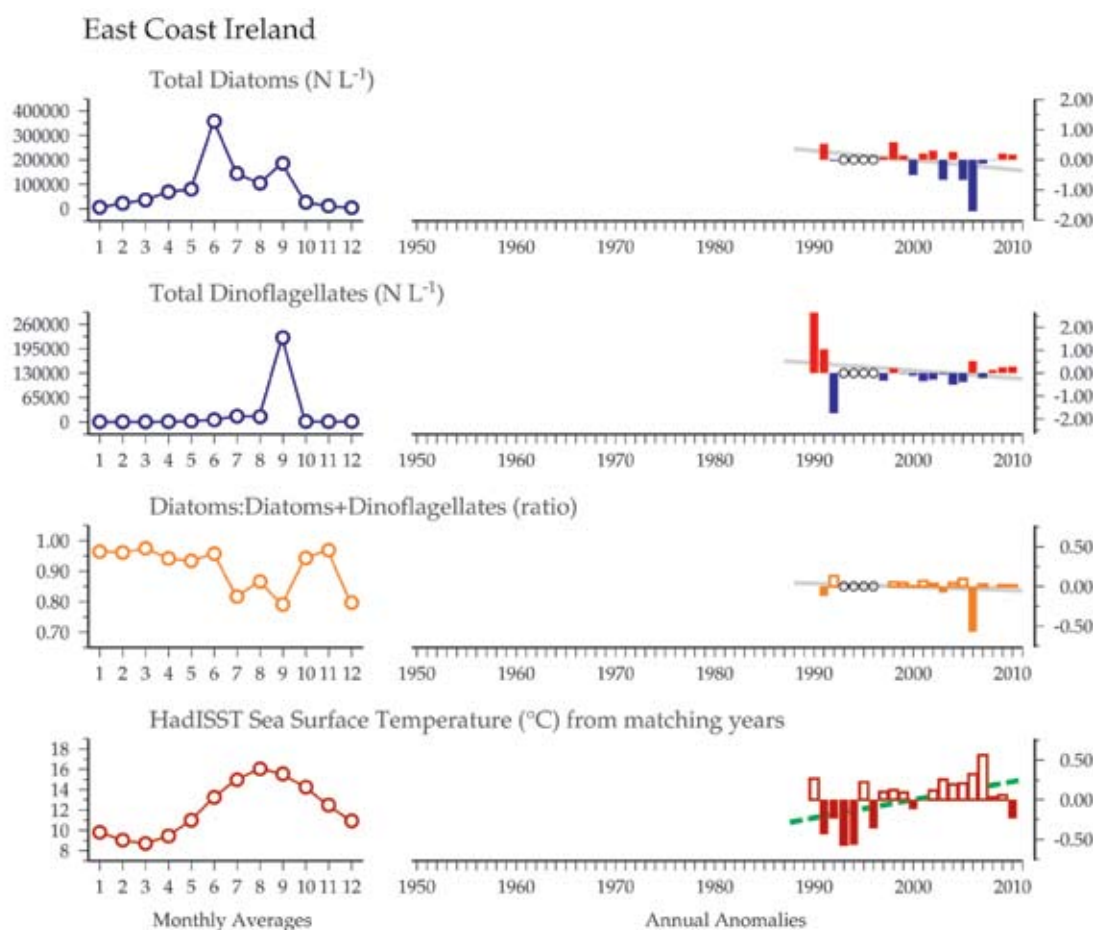 East Coast Ireland
Total Diatoms (N L⁻¹)
400000
300000
200000
100000
0
2.00
1.00
0.00
-1.00
-2.00
1 2 3 4 5 6 7 8 9 10 11 12
1950 1960 1970 1980 1990 2000 2010
Total Dinoflagellates (N L⁻¹)
260000
195000
130000
65000
0
2.00
1.00
0.00
-1.00
-2.00
1 2 3 4 5 6 7 8 9 10 11 12
1950 1960 1970 1980 1990 2000 2010
Diatoms:Diatoms+Dinoflagellates (ratio)
1.00
0.90
0.80
0.70
0.50
0.00
-0.50
1 2 3 4 5 6 7 8 9 10 11 12
1950 1960 1970 1980 1990 2000 2010
HadISST Sea Surface Temperature (°C) from matching years
18
16
14
12
10
8
0.50
0.00
-0.50
1 2 3 4 5 6 7 8 9 10 11 12
1950 1960 1970 1980 1990 2000 2010
Monthly Averages
Annual Anomalies